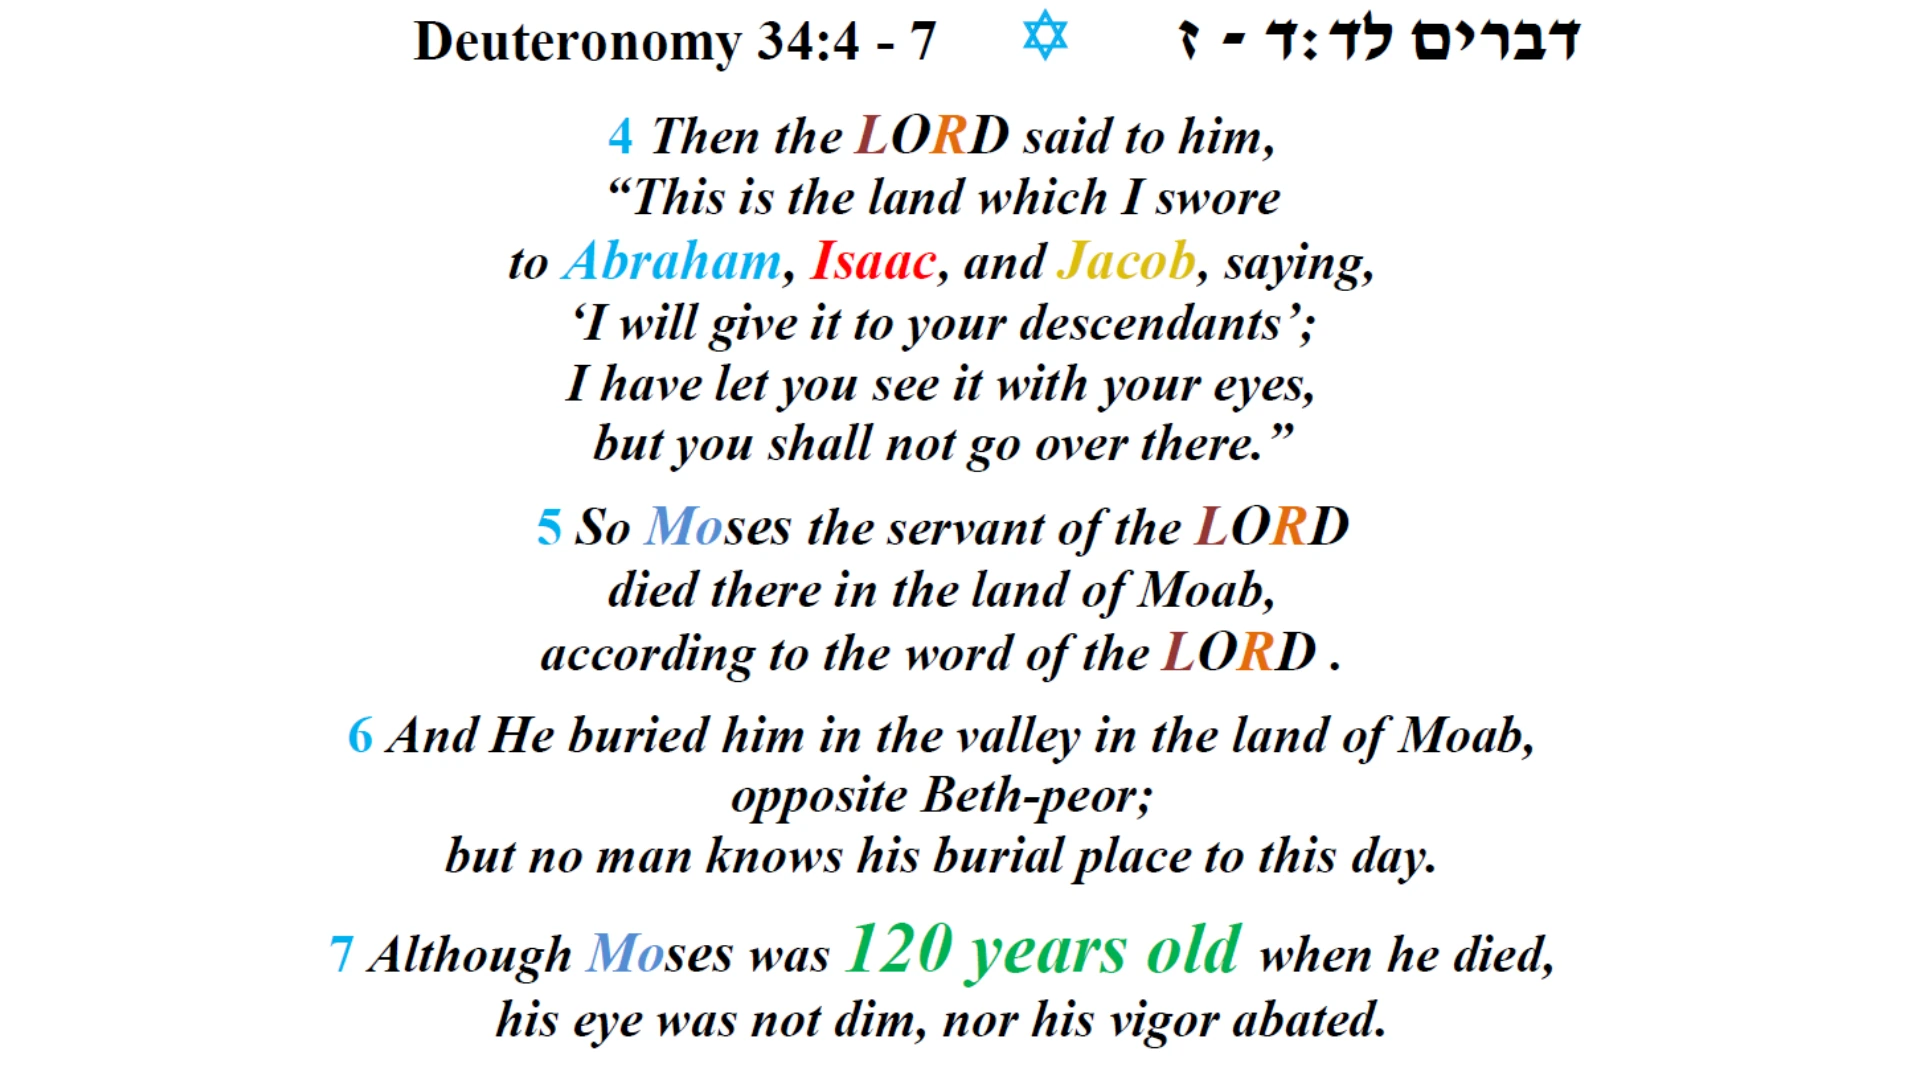 Deuteronomy 34:4 - 7 ✡ דברים לד:ד - ז
4 Then the LORD said to him,
“This is the land which I swore
to Abraham, Isaac, and Jacob, saying,
‘I will give it to your descendants’;
I have let you see it with your eyes,
but you shall not go over there.”
5 So Moses the servant of the LORD
died there in the land of Moab,
according to the word of the LORD .
6 And He buried him in the valley in the land of Moab,
opposite Beth-peor;
but no man knows his burial place to this day.
7 Although Moses was 120 years old when he died,
his eye was not dim, nor his vigor abated.